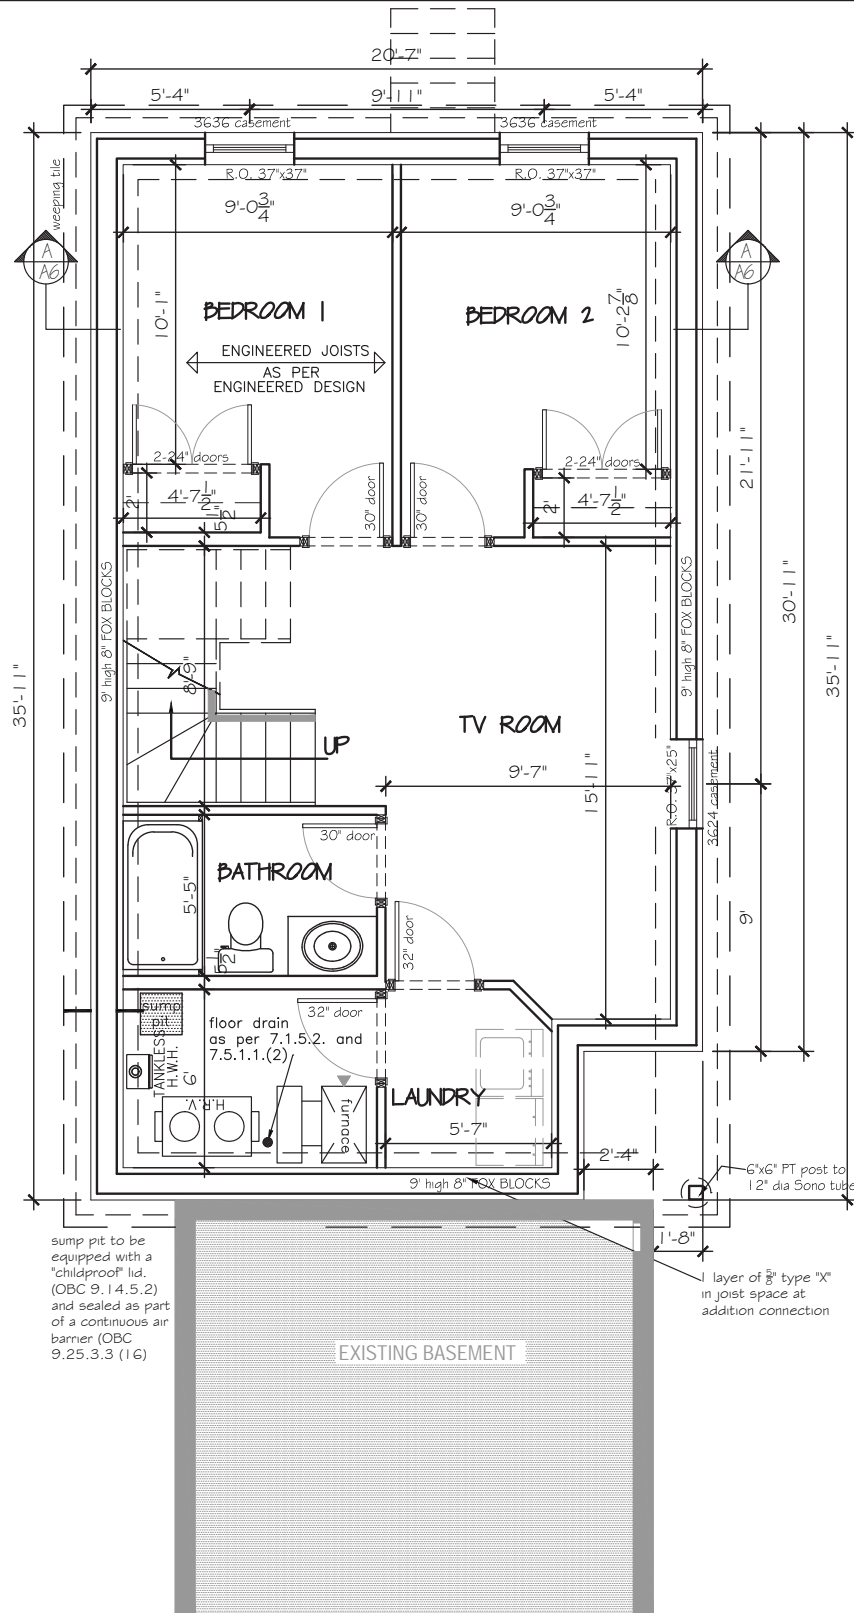 20'-7"
5'-4"
9'-11"
5'-4"
3636 casement
3636 casement
R.O. 37"x37"
R.O. 37"x37"
weeping tile
9'-0 3/4"
9'-0 3/4"
A
A6
A
A6
BEDROOM 1
BEDROOM 2
10'-1"
10'-2 7/8"
ENGINEERED JOISTS
AS PER
ENGINEERED DESIGN
2-24" doors
2-24" doors
4'-7 1/2"
4'-7 1/2"
2'
2'
5 1/2"
30" door
30" door
21'-11"
30'-11"
35'-11"
35'-11"
9' high 8" FOX BLOCKS
9' high 8" FOX BLOCKS
8'-9"
UP
TV ROOM
9'-7"
15'-11"
R.O. 37"x25"
3624 casement
30" door
BATHROOM
5'-5"
5 1/2"
32" door
9'
sump
pit
TANKLESS
H.W.H.
6'
floor drain
as per 7.1.5.2. and
7.5.1.1.(2)
32" door
H.R.V.
furnace
LAUNDRY
5'-7"
2'-4"
9' high 8" FOX BLOCKS
6"x6" PT post to
12" dia Sono tube
1'-8"
sump pit to be
equipped with a
"childproof" lid.
(OBC 9.14.5.2)
and sealed as part
of a continuous air
barrier (OBC
9.25.3.3 (16)
1 layer of 5/8" type "X"
in joist space at
addition connection
EXISTING BASEMENT